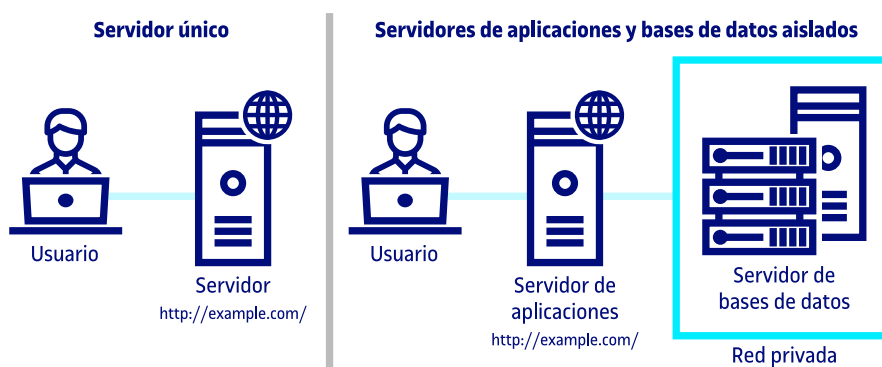 Servidor único
Usuario
Servidor
http://example.com/
Servidores de aplicaciones y bases de datos aislados
Usuario
Servidor de
aplicaciones
http://example.com/
Servidor de
bases de datos
Red privada